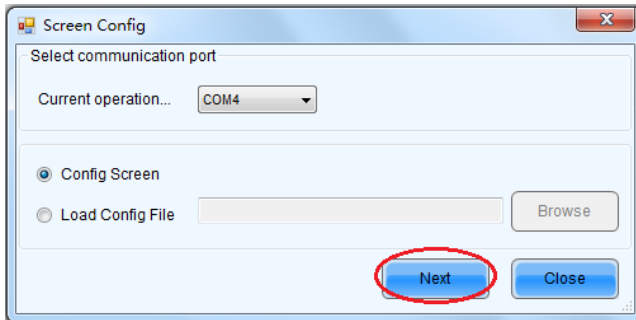 Screen Config
Select communication port
Current operation... COM4
Config Screen
Load Config File Browse
Next Close